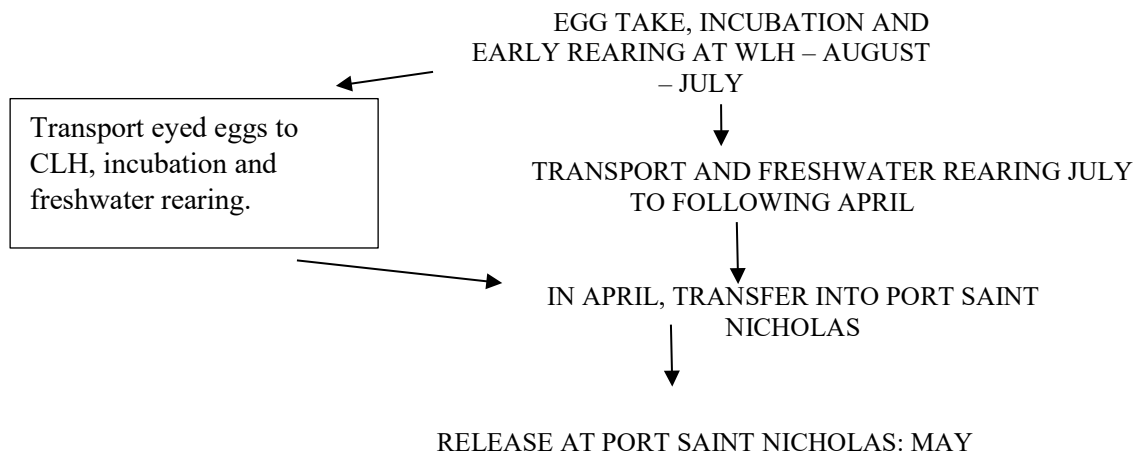 EGG TAKE, INCUBATION AND
EARLY REARING AT WLH – AUGUST
– JULY
Transport eyed eggs to
CLH, incubation and
freshwater rearing.
TRANSPORT AND FRESHWATER REARING JULY
TO FOLLOWING APRIL
IN APRIL, TRANSFER INTO PORT SAINT
NICHOLAS
RELEASE AT PORT SAINT NICHOLAS: MAY